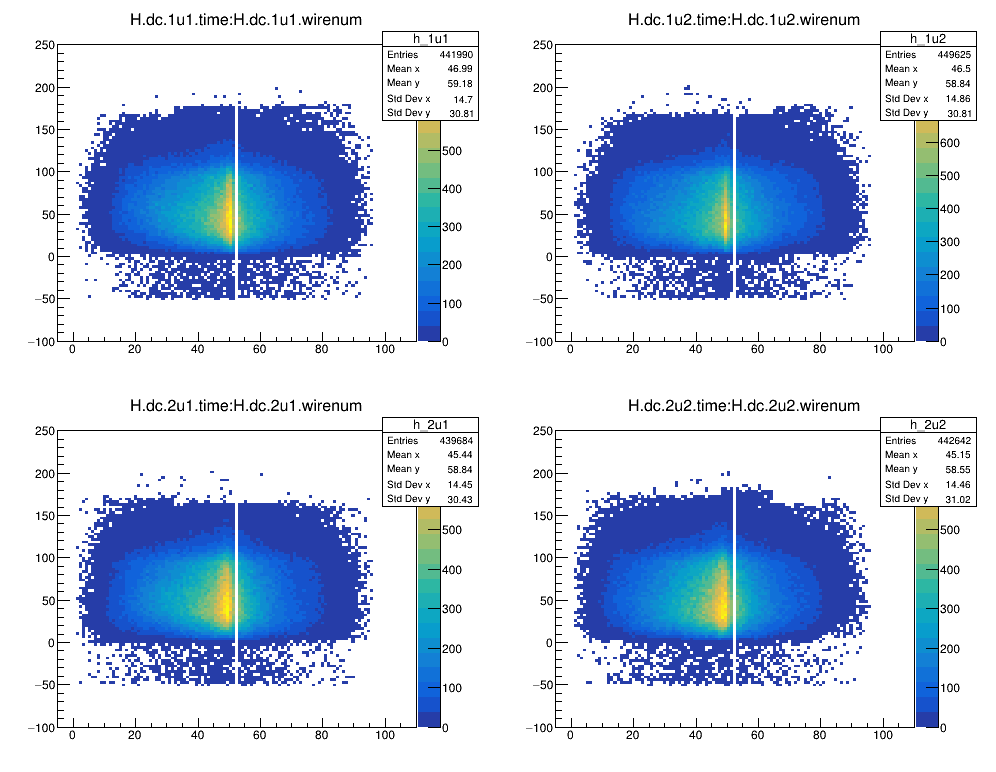 H.dc.1u1.time:H.dc.1u1.wirenum
h_1u1
Entries 441990
Mean x 46.99
Mean y 59.18
Std Dev x 14.7
Std Dev y 30.81
250
200
150
100
50
0
−50
−100
0 20 40 60 80 100
500
400
300
200
100
0
H.dc.1u2.time:H.dc.1u2.wirenum
h_1u2
Entries 449625
Mean x 46.5
Mean y 58.84
Std Dev x 14.86
Std Dev y 30.81
250
200
150
100
50
0
−50
−100
0 20 40 60 80 100
600
500
400
300
200
100
0
H.dc.2u1.time:H.dc.2u1.wirenum
h_2u1
Entries 439684
Mean x 45.44
Mean y 58.84
Std Dev x 14.45
Std Dev y 30.43
250
200
150
100
50
0
−50
−100
0 20 40 60 80 100
500
400
300
200
100
0
H.dc.2u2.time:H.dc.2u2.wirenum
h_2u2
Entries 442642
Mean x 45.15
Mean y 58.55
Std Dev x 14.46
Std Dev y 31.02
250
200
150
100
50
0
−50
−100
0 20 40 60 80 100
500
400
300
200
100
0